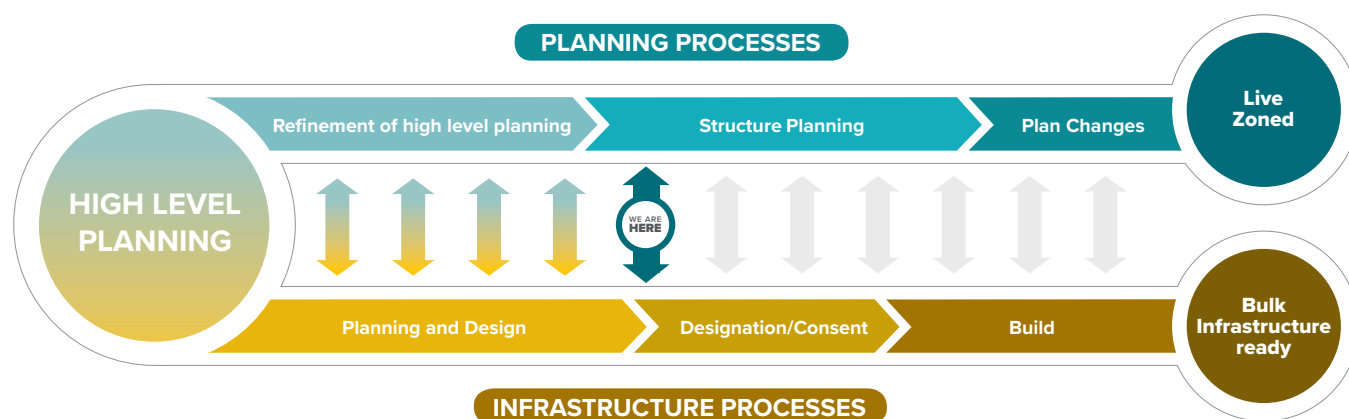 PLANNING PROCESSES
Refinement of high level planning
Structure Planning
Plan Changes
Live
Zoned
HIGH LEVEL
PLANNING
WE ARE
HERE
Planning and Design
Designation/Consent
Build
Bulk
Infrastructure
ready
INFRASTRUCTURE PROCESSES